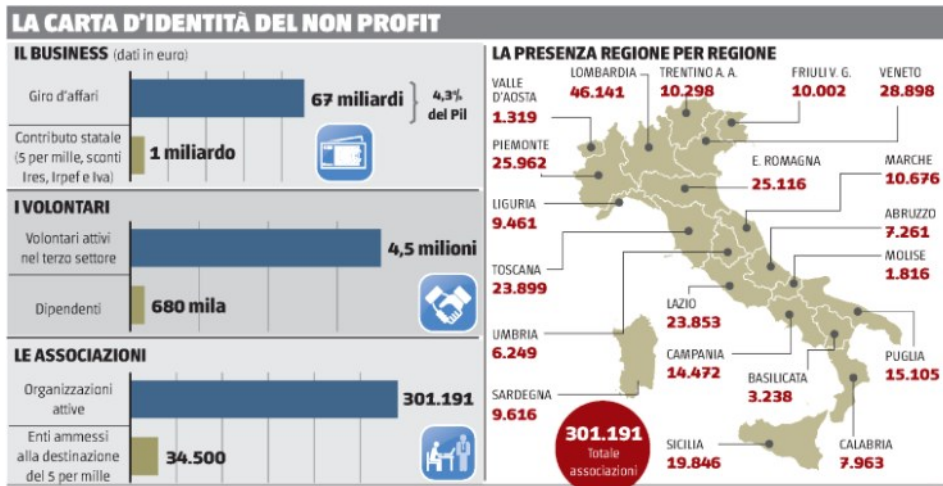 LA CARTA D'IDENTITÀ DEL NON PROFIT
IL BUSINESS (dati in euro)
Giro d'affari
67 miliardi
4,3%
del Pil
Contributo statale
(5 per mille, sconti
Ires, Irpef e Iva)
1 miliardo
I VOLONTARI
Volontari attivi
nel terzo settore
4,5 milioni
Dipendenti
680 mila
LE ASSOCIAZIONI
Organizzazioni
attive
301.191
Enti ammessi
alla destinazione
del 5 per mille
34.500
LA PRESENZA REGIONE PER REGIONE
VALLE
D'AOSTA
1.319
LOMBARDIA
46.141
TRENTINO A. A.
10.298
FRIULI V. G.
10.002
VENETO
28.898
PIEMONTE
25.962
E. ROMAGNA
25.116
MARCHE
10.676
LIGURIA
9.461
ABRUZZO
7.261
MOLISE
1.816
TOSCANA
23.899
LAZIO
23.853
UMBRIA
6.249
CAMPANIA
14.472
BASILICATA
3.238
PUGLIA
15.105
SARDEGNA
9.616
301.191
Totale
associazioni
SICILIA
19.846
CALABRIA
7.963